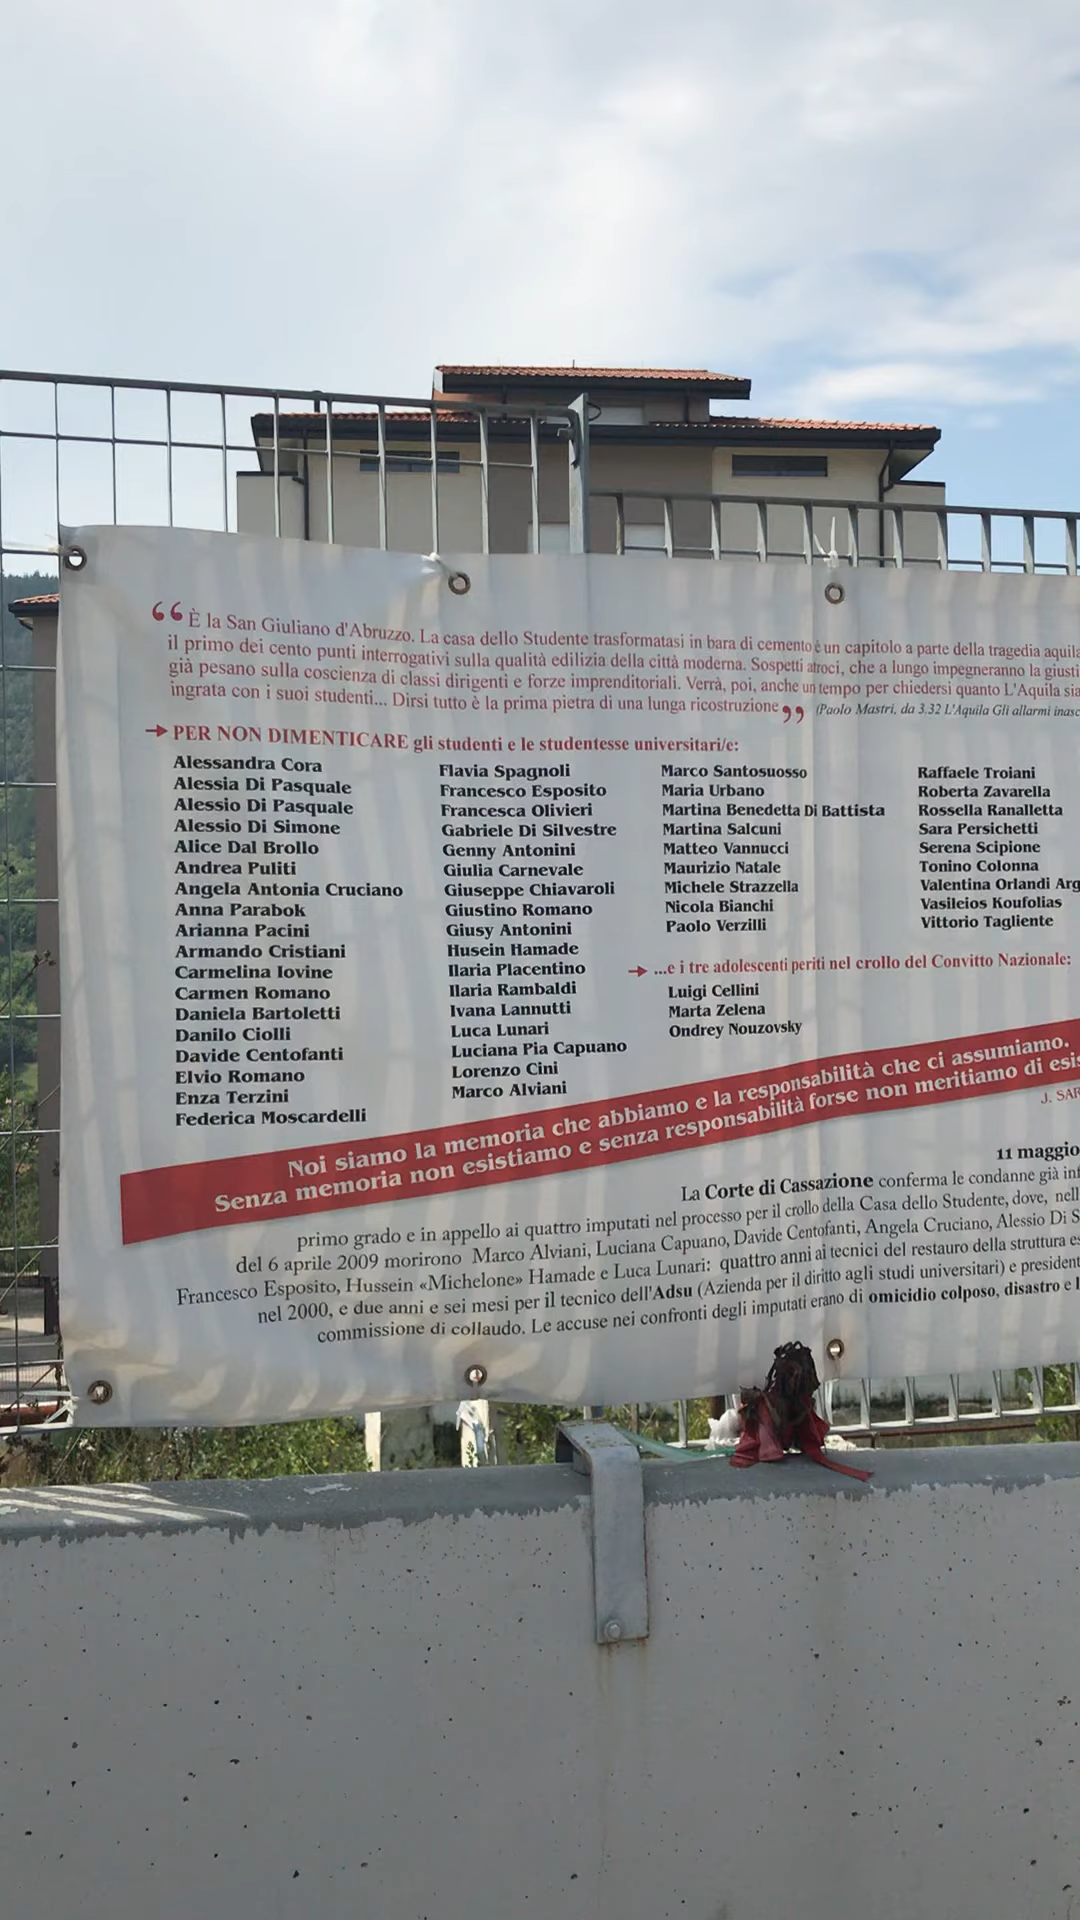 “È la San Giuliano d'Abruzzo. La casa dello Studente trasformatasi in bara di cemento è un capitolo a parte della tragedia
il primo dei cento punti interrogativi sulla qualità edilizia della città moderna. Sospetti atroci, che a lungo impegneranno la
già pesano sulla coscienza di classi dirigenti e forze imprenditoriali. Verrà, poi, anche un tempo per chiedersi quanto L'Aquila sia
ingrata con i suoi studenti... Dirsi tutto è la prima pietra di una lunga ricostruzione” (Paolo Mastri, da 3.32 L'Aquila Gli allarmi
→ PER NON DIMENTICARE gli studenti e le studentesse universitari/e:
Alessandra Cora
Alessia Di Pasquale
Alessio Di Pasquale
Alessio Di Simone
Alice Dal Brollo
Andrea Puliti
Angela Antonia Cruciano
Anna Parabok
Arianna Pacini
Armando Cristiani
Carmelina Iovine
Carmen Romano
Daniela Bartoletti
Danilo Ciolli
Davide Centofanti
Elvio Romano
Enza Terzini
Federica Moscardelli
Flavia Spagnoli
Francesco Esposito
Francesca Olivieri
Gabriele Di Silvestre
Genny Antonini
Giulia Carnevale
Giuseppe Chiavaroli
Giustino Romano
Giusy Antonini
Husein Hamade
Ilaria Placentino
Ilaria Rambaldi
Ivana Lannutti
Luca Lunari
Luciana Pia Capuano
Lorenzo Cini
Marco Alviani
Marco Santosuosso
Maria Urbano
Martina Benedetta Di Battista
Martina Salcuni
Matteo Vannucci
Maurizio Natale
Michele Strazzella
Nicola Bianchi
Paolo Verzilli
Raffaele Troiani
Roberta Zavarella
Rossella Ranalletta
Sara Persichetti
Serena Scipione
Tonino Colonna
Valentina Orlandi
Vasileios Koufolias
Vittorio Tagliente
→ ...e i tre adolescenti periti nel crollo del Convitto Nazionale:
Luigi Cellini
Marta Zelena
Ondrey Nouzovsky
Noi siamo la memoria che abbiamo e la responsabilità che ci assumiamo.
Senza memoria non esistiamo e senza responsabilità forse non meritiamo di
J.
11 maggio
La Corte di Cassazione conferma le condanne già
primo grado e in appello ai quattro imputati nel processo per il crollo della Casa dello Studente, dove,
del 6 aprile 2009 morirono Marco Alviani, Luciana Capuano, Davide Centofanti, Angela Cruciano, Alessio Di
Francesco Esposito, Hussein «Michelone» Hamade e Luca Lunari: quattro anni ai tecnici del restauro della struttura
nel 2000, e due anni e sei mesi per il tecnico dell'Adsu (Azienda per il diritto agli studi universitari) e
commissione di collaudo. Le accuse nei confronti degli imputati erano di omicidio colposo, disastro e